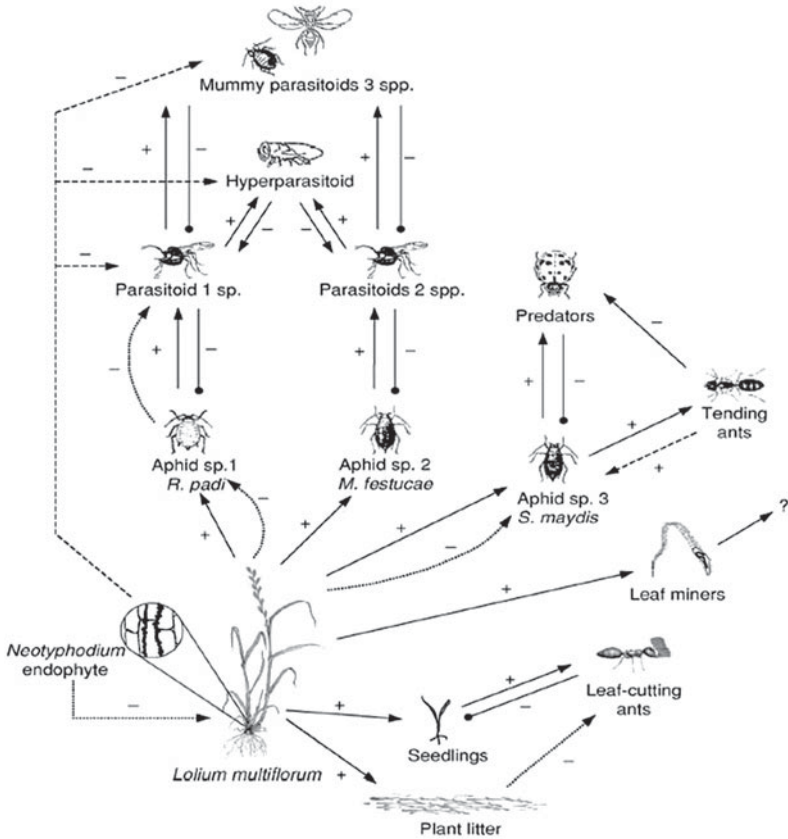 Mummy parasitoids 3 spp.
–
+
–
+
–
–
Hyperparasitoid
+
–
–
+
–
Parasitoid 1 sp.
Parasitoids 2 spp.
Predators
–
–
+
–
+
–
+
–
+
Tending
ants
+
Aphid sp.1
R. padi
Aphid sp. 2
M. festucae
Aphid sp. 3
S. maydis
–
+
+
+
–
?
+
Leaf miners
Neotyphodium
endophyte
–
+
+
–
Leaf-cutting
ants
Seedlings
Lolium multiflorum
+
–
Plant litter